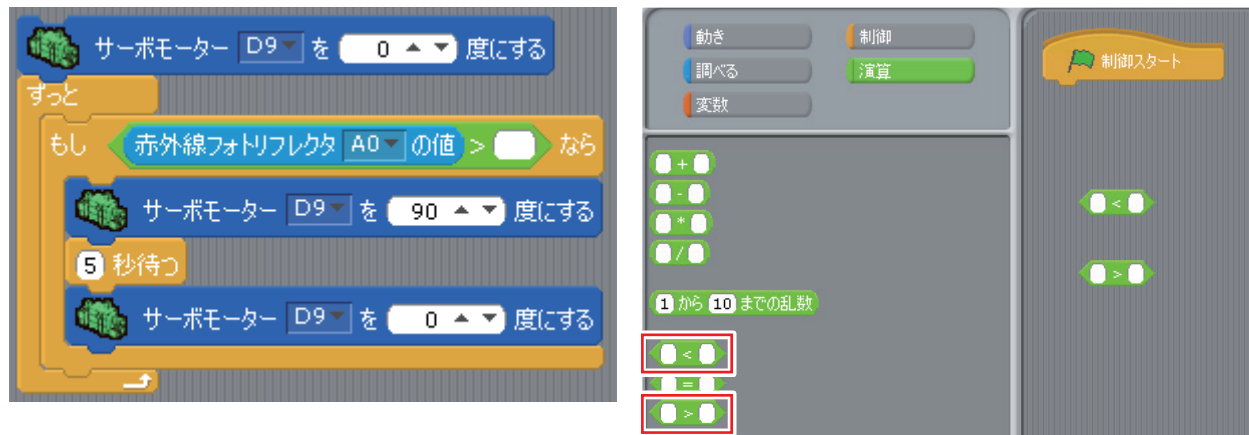 サーボモーター D9 を 0 度にする
ずっと
もし 赤外線フォトリフレクタ A0 の値 > なら
サーボモーター D9 を 90 度にする
5 秒待つ
サーボモーター D9 を 0 度にする
動き 制御
調べる 演算
変数
+
-
*
/
1 から 10 までの乱数
<
=
>
制御スタート
<
>